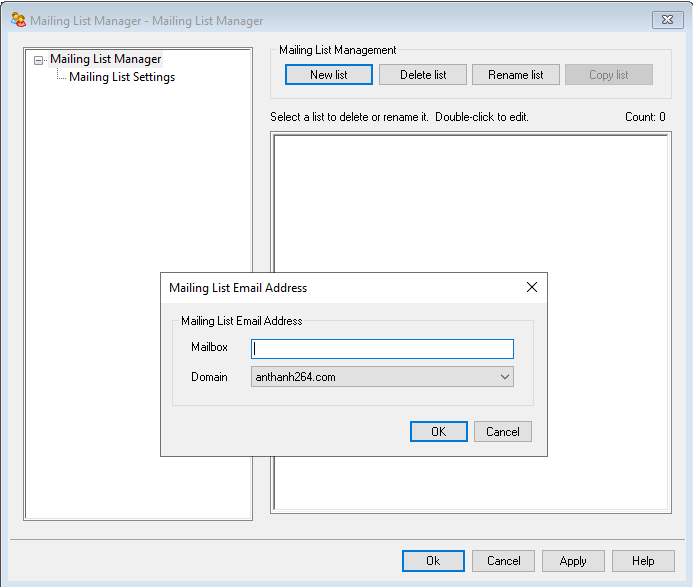 Mailing List Manager - Mailing List Manager
Mailing List Manager
Mailing List Settings
Mailing List Management
New list Delete list Rename list Copy list
Select a list to delete or rename it. Double-click to edit. Count: 0
Mailing List Email Address
Mailing List Email Address
Mailbox
Domain anthanh264.com
OK Cancel
Ok Cancel Apply Help